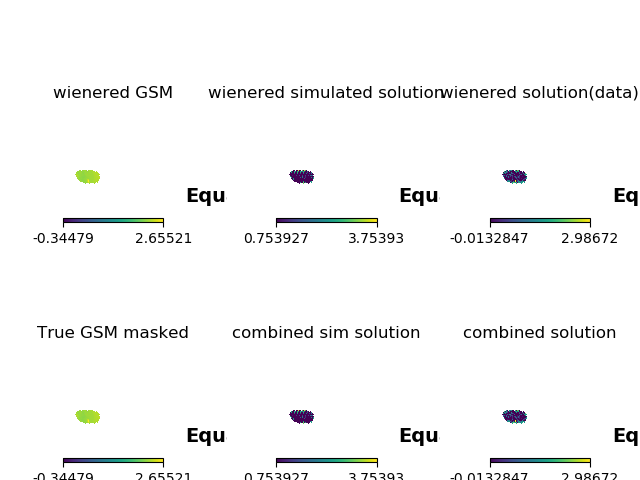 wienered GSM
wienered simulated solution
wienered solution(data)
Equ
Equ
Eq
-0.34479 2.65521
0.753927 3.75393
-0.0132847 2.98672
True GSM masked
combined sim solution
combined solution
Equ
Equ
Eq
-0.34479 2.65521
0.753927 3.75393
-0.0132847 2.98672